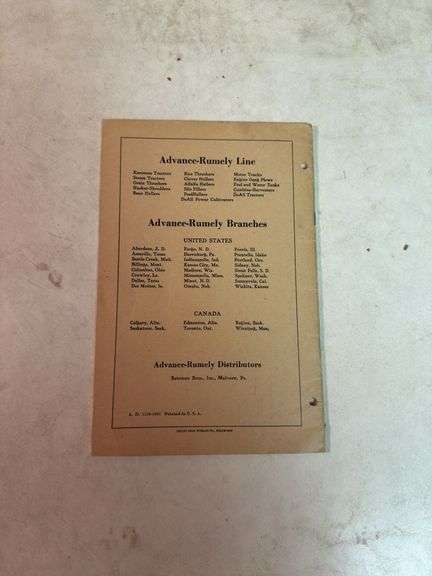 Advance-Rumely Line
Kerosene Tractors Rice Threshers Motor Trucks
Steam Tractors Clover Hullers Engine Gang Plows
Grain Threshers Alfalfa Hullers Fuel and Water Tanks
Husker-Shredders Silo Fillers Combine-Harvesters
Bean Hullers DoAll Tractors
DoAll Power Cultivators
Advance-Rumely Branches
UNITED STATES
Aberdeen, S. D. Fargo, N. D. Peoria, Ill.
Amarillo, Texas Harrisburg, Pa. Pocatello, Idaho
Battle Creek, Mich. Indianapolis, Ind. Portland, Ore.
Billings, Mont. Kansas City, Mo. Sidney, Neb.
Columbus, Ohio Madison, Wis. Sioux Falls, S. D.
Crowley, La. Minneapolis, Minn. Spokane, Wash.
Dallas, Texas Minot, N. D. Sunnyvale, Cal.
Des Moines, Ia. Omaha, Neb. Wichita, Kansas
CANADA
Calgary, Alta. Edmonton, Alta. Regina, Sask.
Saskatoon, Sask. Toronto, Ont. Winnipeg, Man.
Advance-Rumely Distributors
Bateman Bros., Inc., Malvern, Pa.
Printed in U. S. A.